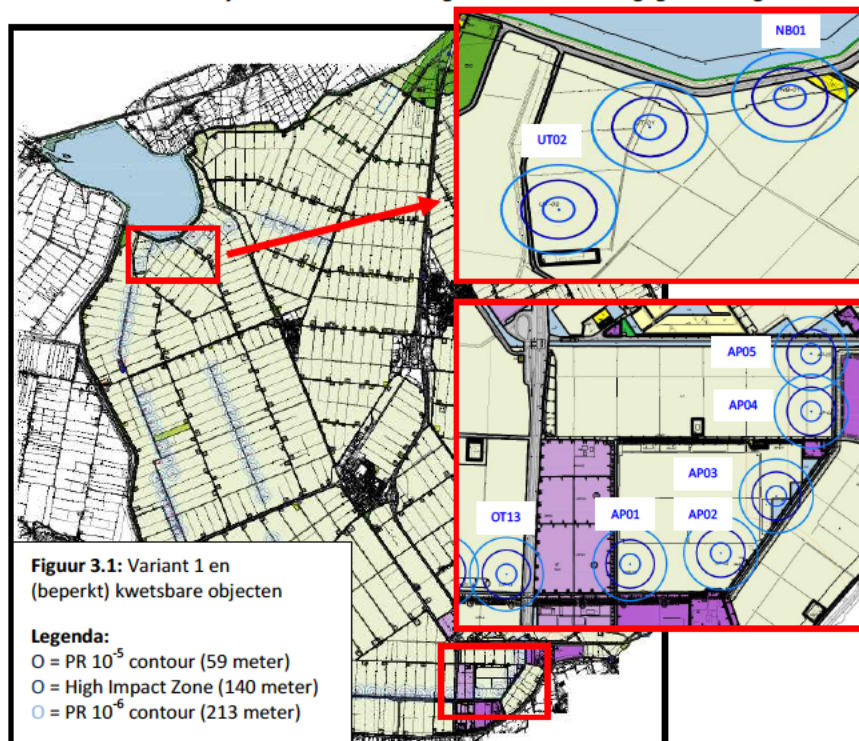 NB01
UT02
AP05
AP04
AP03
OT13
AP01
AP02
Figuur 3.1: Variant 1 en
(beperkt) kwetsbare objecten
Legenda:
O = PR 10⁻⁵ contour (59 meter)
O = High Impact Zone (140 meter)
O = PR 10⁻⁶ contour (213 meter)